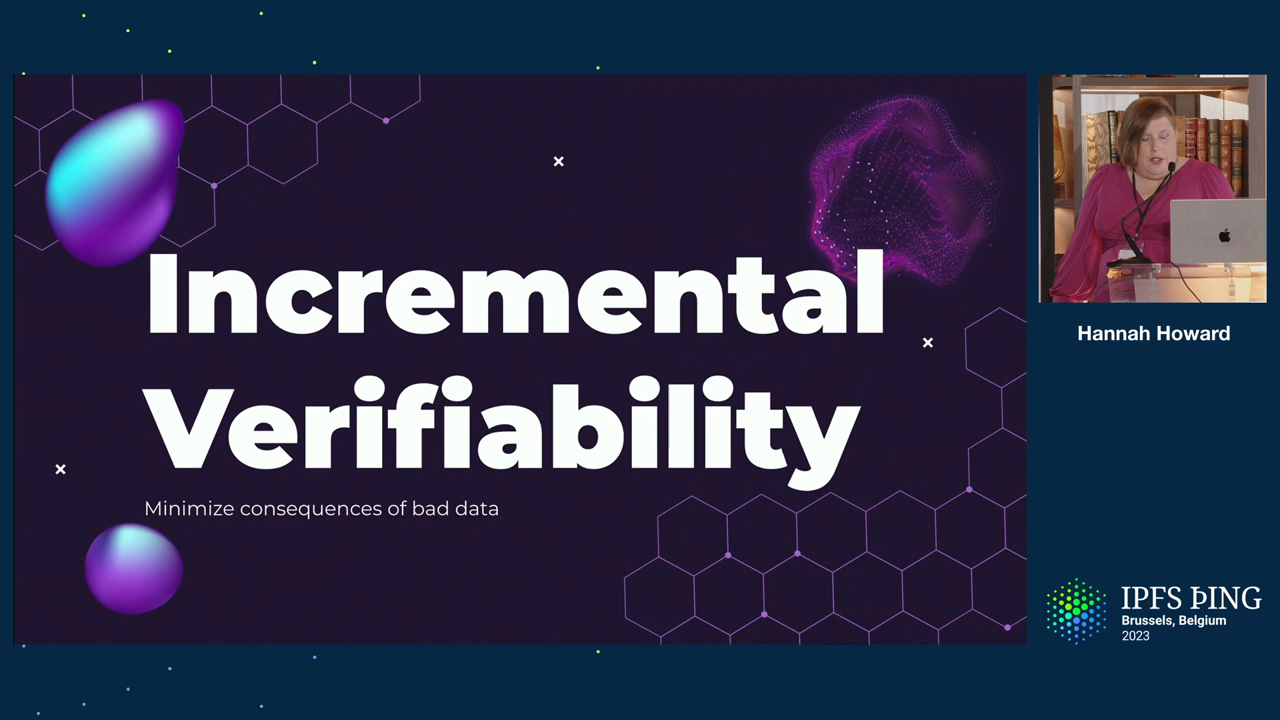 Incremental
Verifiability
Minimize consequences of bad data
Hannah Howard
IPFS ÞING
Brussels, Belgium
2023